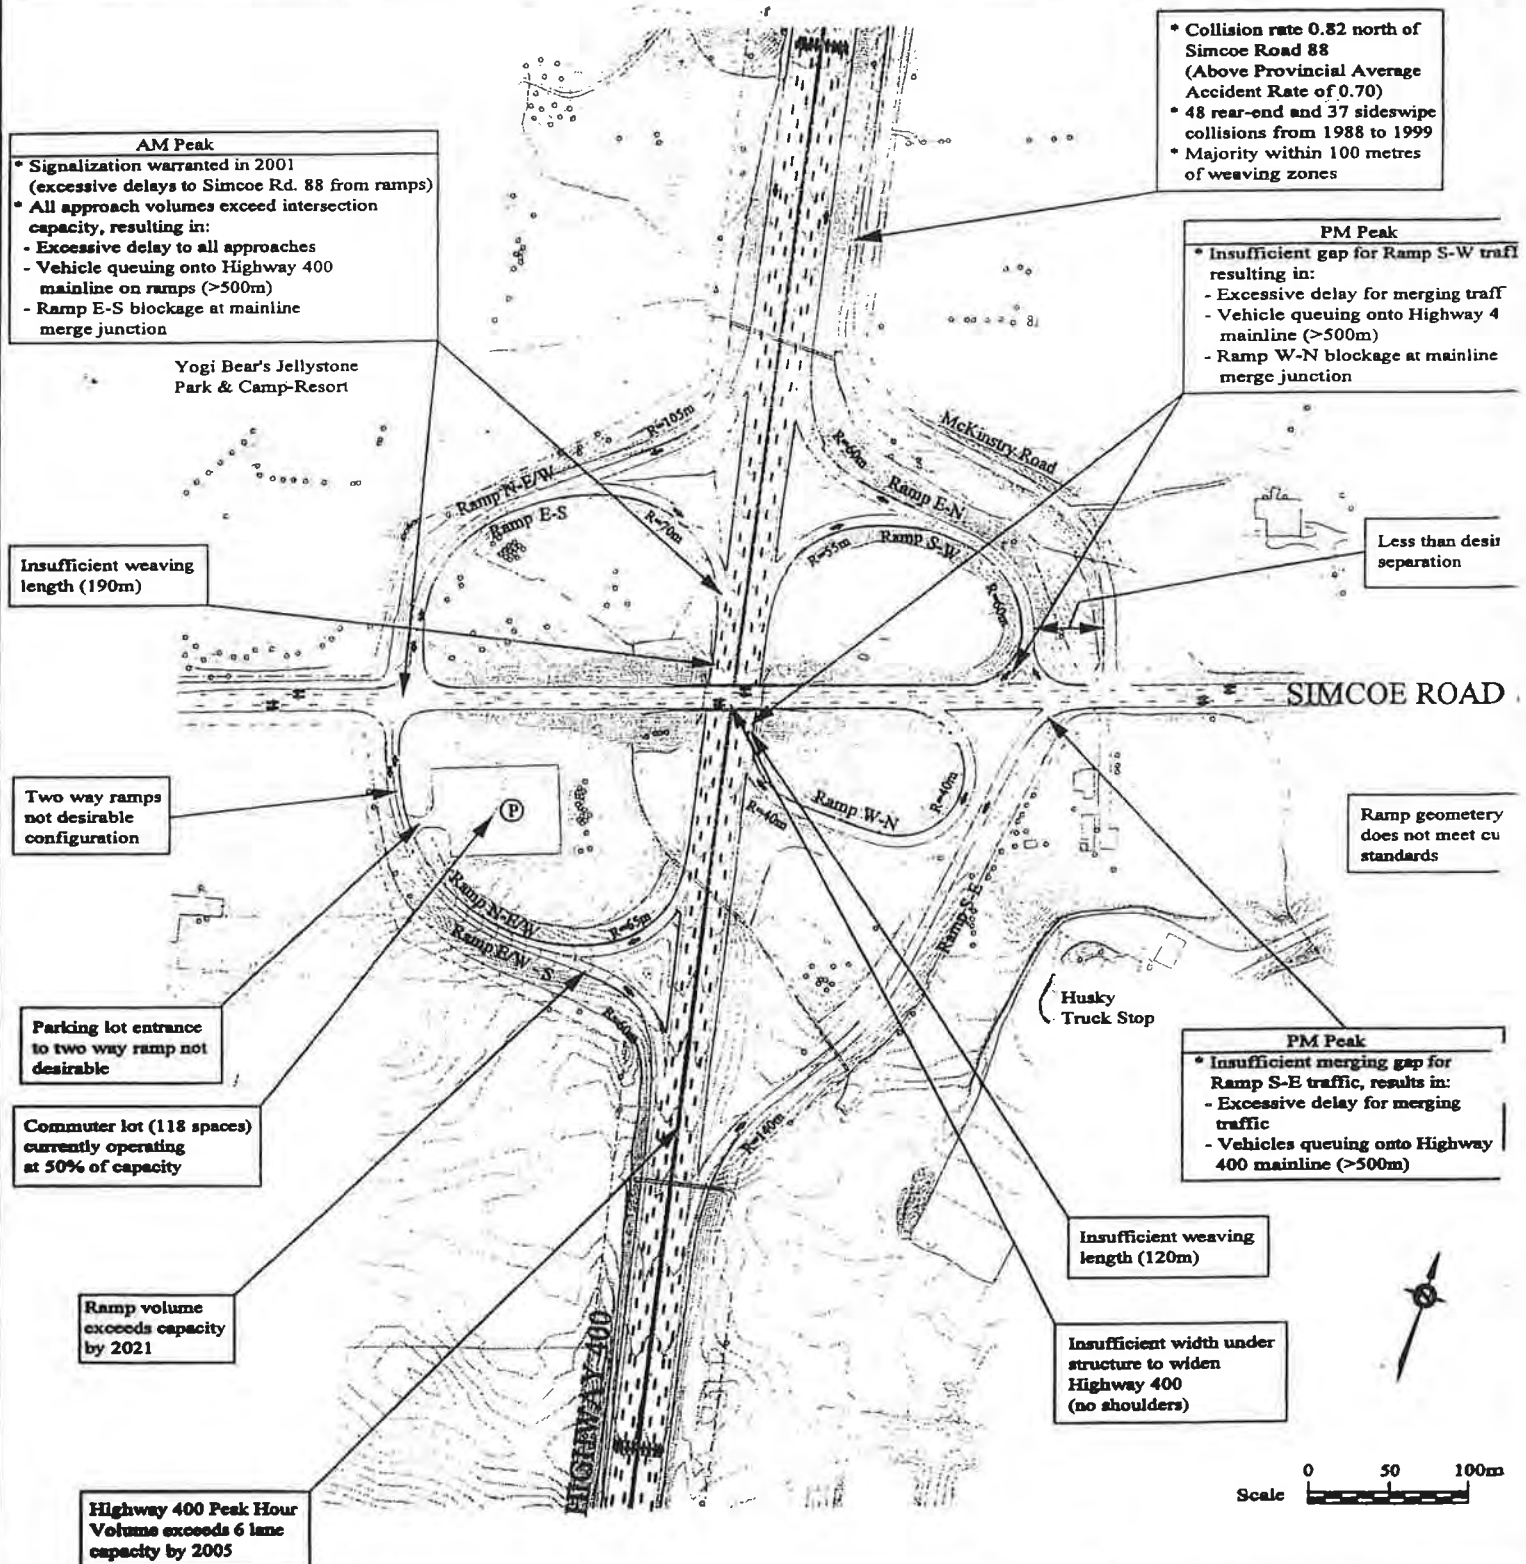 * Collision rate 0.82 north of
Simcoe Road 88
(Above Provincial Average
Accident Rate of 0.70)
* 48 rear-end and 37 sideswipe
collisions from 1988 to 1999
* Majority within 100 metres
of weaving zones
AM Peak
* Signalization warranted in 2001
(excessive delays to Simcoe Rd. 88 from ramps)
* All approach volumes exceed intersection
capacity, resulting in:
- Excessive delay to all approaches
- Vehicle queuing onto Highway 400
mainline on ramps (>500m)
- Ramp E-S blockage at mainline
merge junction
PM Peak
* Insufficient gap for Ramp S-W traff
resulting in:
- Excessive delay for merging traff
- Vehicle queuing onto Highway 4
mainline (>500m)
- Ramp W-N blockage at mainline
merge junction
Yogi Bear's Jellystone
Park & Camp-Resort
R=105m
Ramp N-E/W
Ramp E-S
R=70m
R=60m
McKinstry Road
Ramp E-N
R=55m
Ramp S-W
R=60m
Less than desir
separation
Insufficient weaving
length (190m)
SIMCOE ROAD
Two way ramps
not desirable
configuration
P
R=40m
Ramp W-N
R=40m
Ramp geometery
does not meet cu
standards
Ramp N-E/W
R=65m
Ramp E/W - S
Ramp S-E
Husky
Truck Stop
Parking lot entrance
to two way ramp not
desirable
PM Peak
* Insufficient merging gap for
Ramp S-E traffic, results in:
- Excessive delay for merging
traffic
- Vehicles queuing onto Highway
400 mainline (>500m)
Commuter lot (118 spaces)
currently operating
at 50% of capacity
R=140m
Insufficient weaving
length (120m)
N
Ramp volume
exceeds capacity
by 2021
Insufficient width under
structure to widen
Highway 400
(no shoulders)
HIGHWAY 400
Highway 400 Peak Hour
Volume exceeds 6 lane
capacity by 2005
Scale
0 50 100m